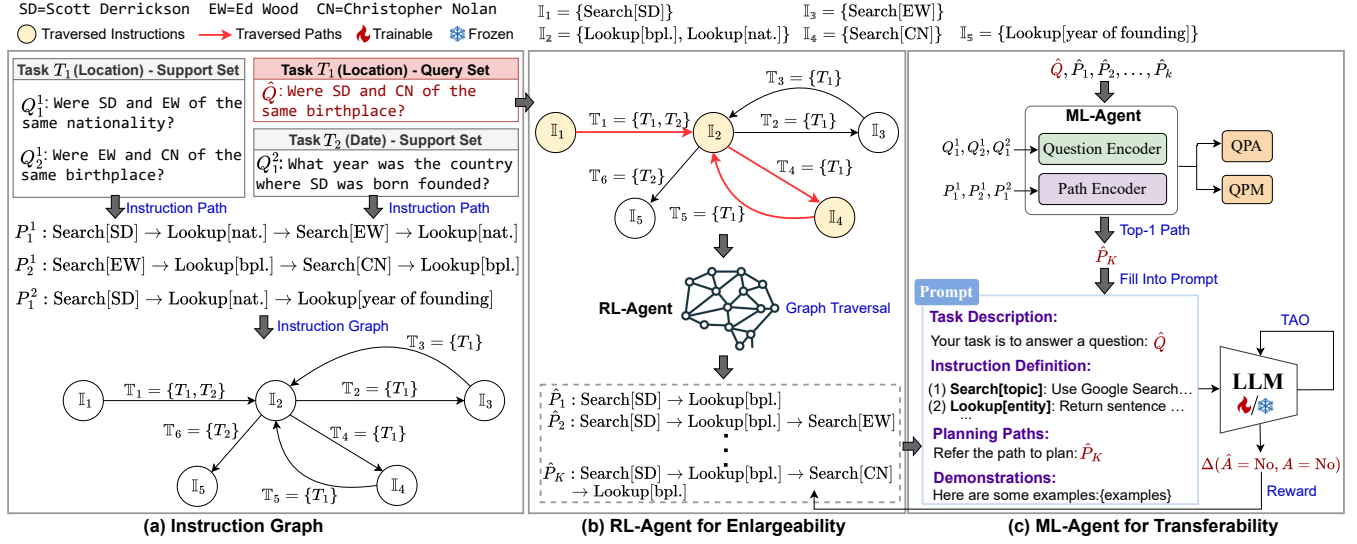 SD=Scott Derrickson EW=Ed Wood CN=Christopher Nolan
Traversed Instructions Traversed Paths Trainable Frozen
𝕀₁ = {Search[SD]} 𝕀₃ = {Search[EW]}
𝕀₂ = {Lookup[bpl.], Lookup[nat.]} 𝕀₄ = {Search[CN]} 𝕀₅ = {Lookup[year of founding]}
Task T₁ (Location) - Support Set
Q₁¹: Were SD and EW of the
same nationality?
Q₂¹: Were EW and CN of the
same birthplace?
Task T₁ (Location) - Query Set
Q̂: Were SD and CN of the
same birthplace?
Task T₂ (Date) - Support Set
Q₁²: What year was the country
where SD was born founded?
Instruction Path Instruction Path
P₁¹ : Search[SD] → Lookup[nat.] → Search[EW] → Lookup[nat.]
P₂¹ : Search[EW] → Lookup[bpl.] → Search[CN] → Lookup[bpl.]
P₁² : Search[SD] → Lookup[nat.] → Lookup[year of founding]
Instruction Graph
𝕋₃ = {T₁}
𝕀₁ 𝕋₁ = {T₁, T₂} 𝕀₂ 𝕋₂ = {T₁} 𝕀₃
𝕋₆ = {T₂} 𝕋₄ = {T₁}
𝕀₅ 𝕋₅ = {T₁} 𝕀₄
(a) Instruction Graph
𝕋₃ = {T₁}
𝕀₁ 𝕋₁ = {T₁, T₂} 𝕀₂ 𝕋₂ = {T₁} 𝕀₃
𝕋₆ = {T₂} 𝕋₄ = {T₁}
𝕀₅ 𝕋₅ = {T₁} 𝕀₄
RL-Agent Graph Traversal
P̂₁ : Search[SD] → Lookup[bpl.]
P̂₂ : Search[SD] → Lookup[bpl.] → Search[EW]
P̂_K : Search[SD] → Lookup[bpl.] → Search[CN]
→ Lookup[bpl.]
(b) RL-Agent for Enlargeability
Q̂, P̂₁, P̂₂, . . . , P̂ₖ
ML-Agent
Q₁¹, Q₂¹, Q₁² Question Encoder QPA
P₁¹, P₂¹, P₁² Path Encoder QPM
Top-1 Path
P̂_K
Fill Into Prompt
Prompt
Task Description:
Your task is to answer a question: Q̂
Instruction Definition:
(1) Search[topic]: Use Google Search…
(2) Lookup[entity]: Return sentence …
…
Planning Paths:
Refer the path to plan: P̂_K
Demonstrations:
Here are some examples:{examples}
TAO
LLM
/
Δ(Â = No, A = No)
Reward
(c) ML-Agent for Transferability